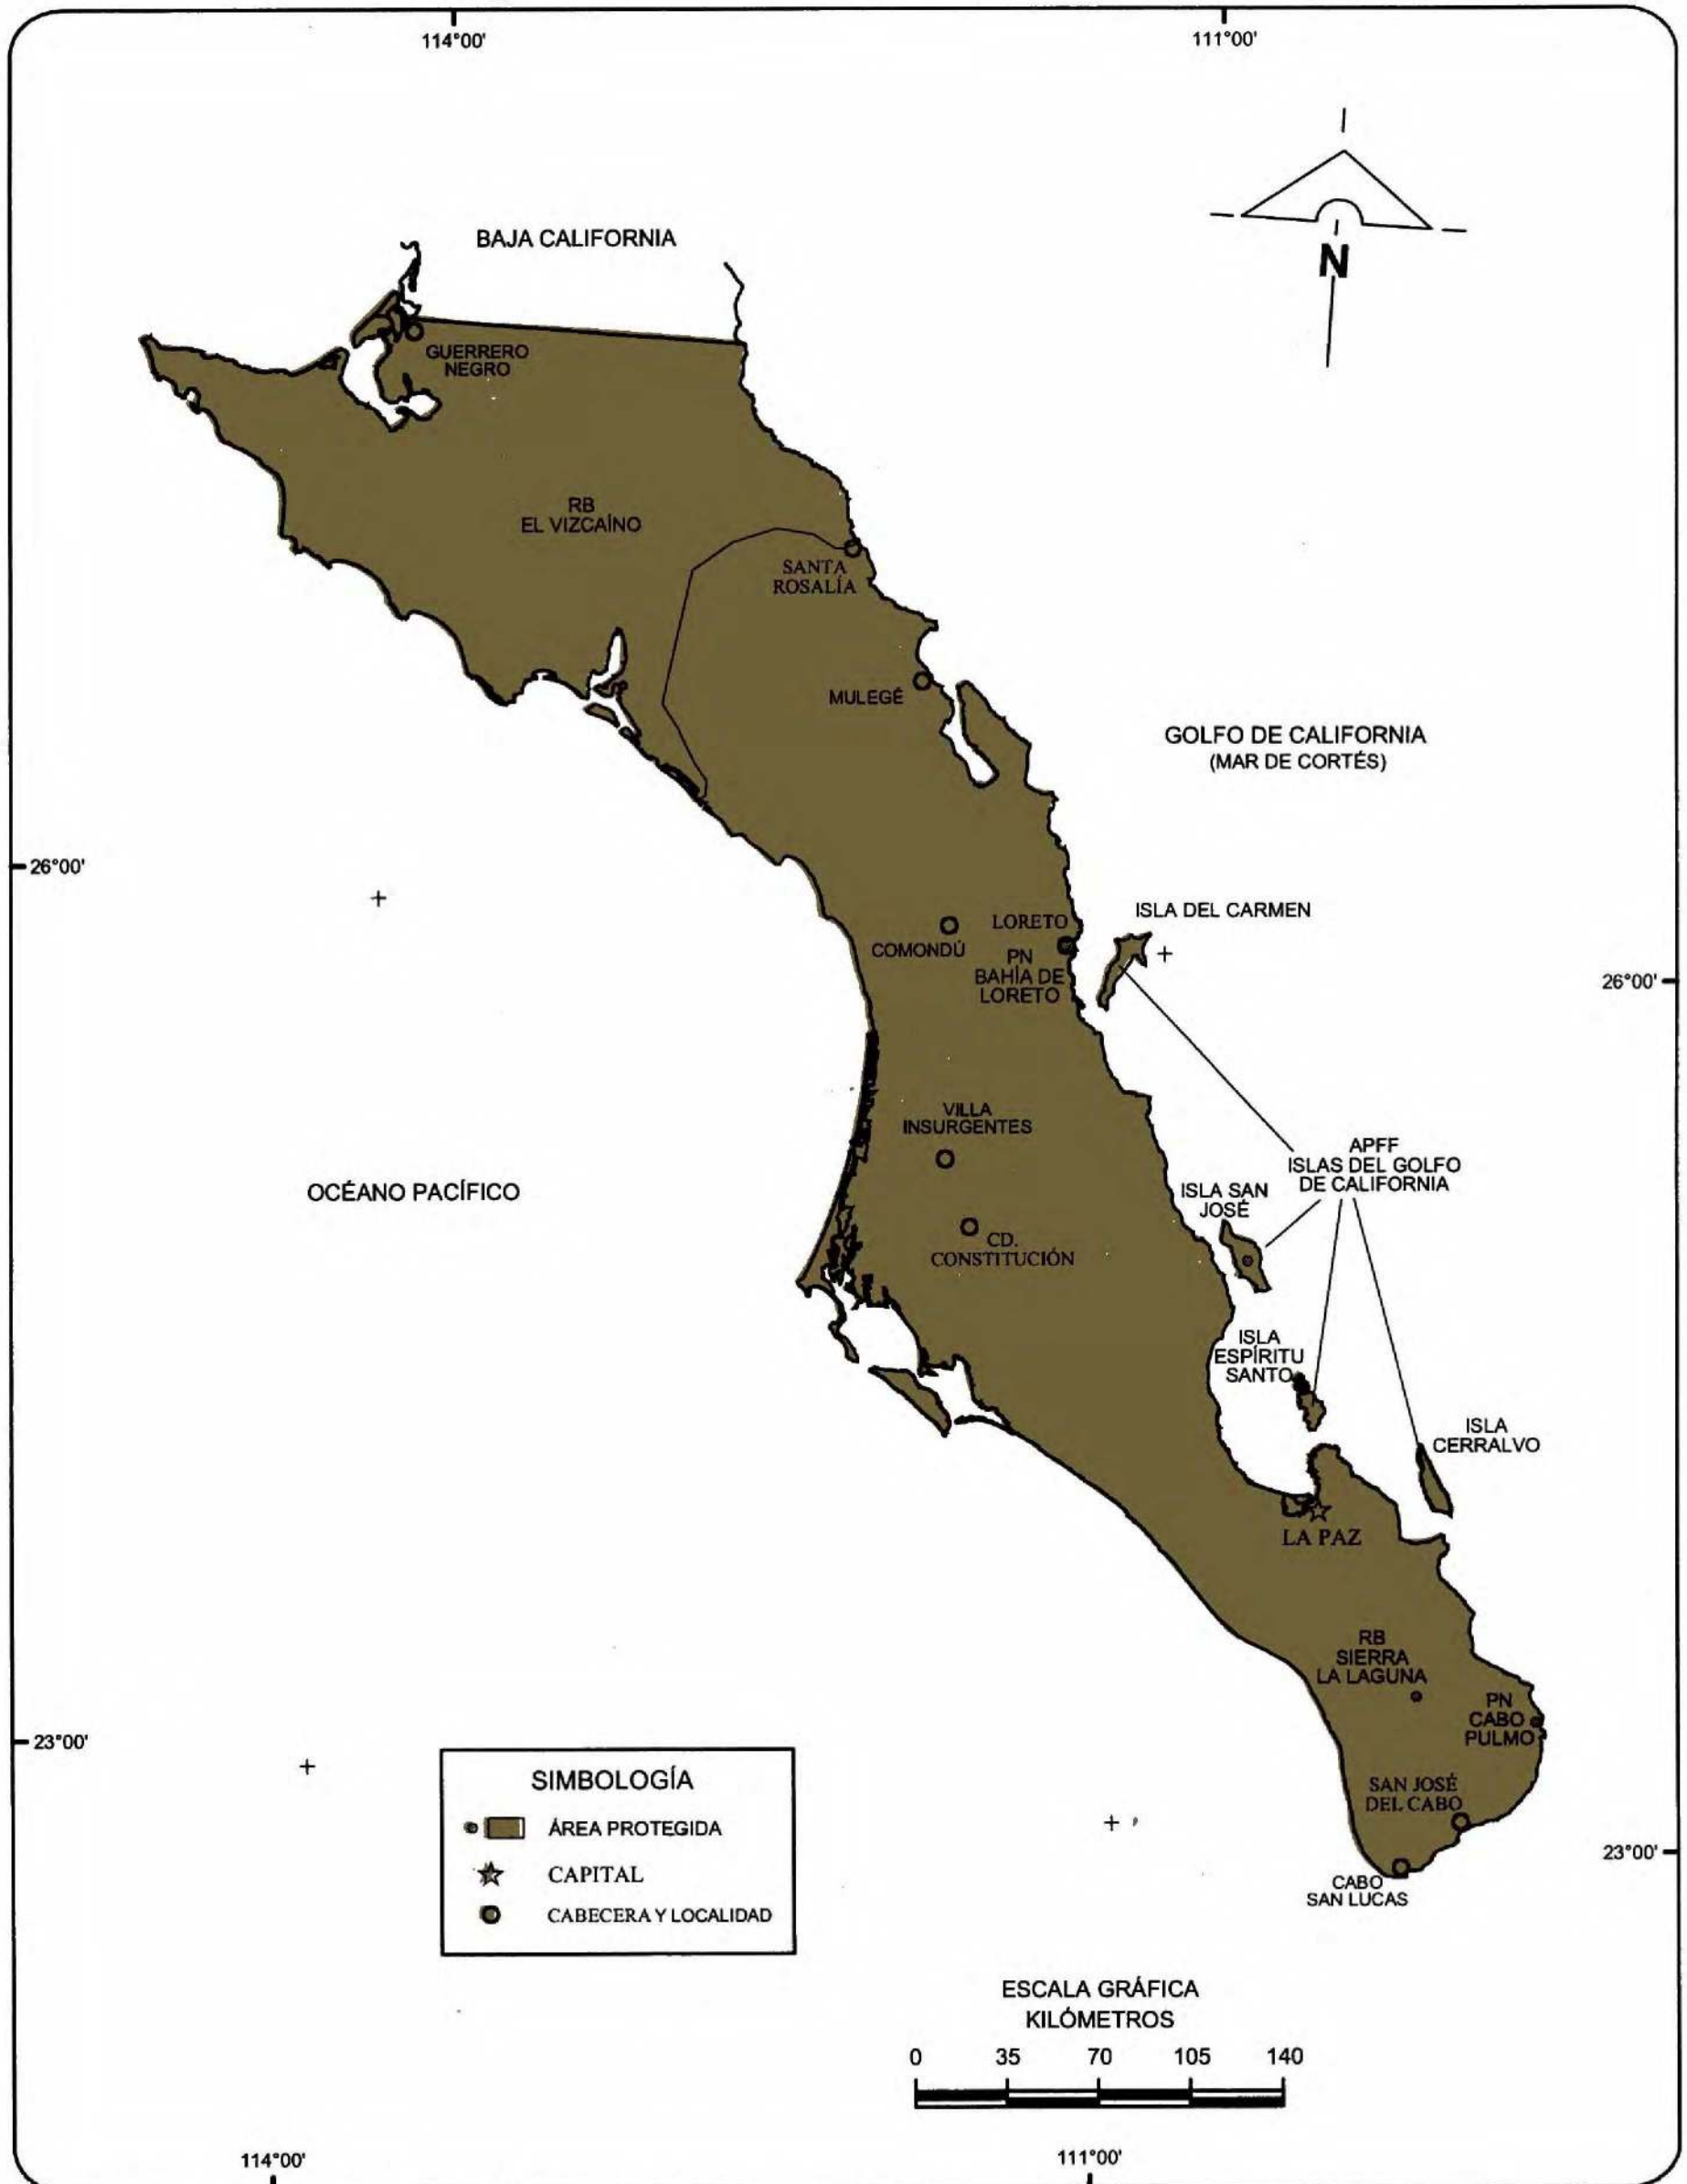 114°00'
111°00'
BAJA CALIFORNIA
N
GUERRERO
NEGRO
RB
EL VIZCAÍNO
SANTA
ROSALÍA
MULEGÉ
GOLFO DE CALIFORNIA
(MAR DE CORTÉS)
26°00'
ISLA DEL CARMEN
LORETO
COMONDÚ
PN
BAHÍA DE
LORETO
26°00'
VILLA
INSURGENTES
APFF
ISLAS DEL GOLFO
DE CALIFORNIA
OCÉANO PACÍFICO
ISLA SAN
JOSÉ
CD.
CONSTITUCIÓN
ISLA
ESPÍRITU
SANTO
ISLA
CERRALVO
LA PAZ
RB
SIERRA
LA LAGUNA
PN
CABO
PULMO
23°00'
SIMBOLOGÍA
ÁREA PROTEGIDA
CAPITAL
CABECERA Y LOCALIDAD
SAN JOSÉ
DEL CABO
23°00'
CABO
SAN LUCAS
ESCALA GRÁFICA
KILÓMETROS
0 35 70 105 140
114°00'
111°00'